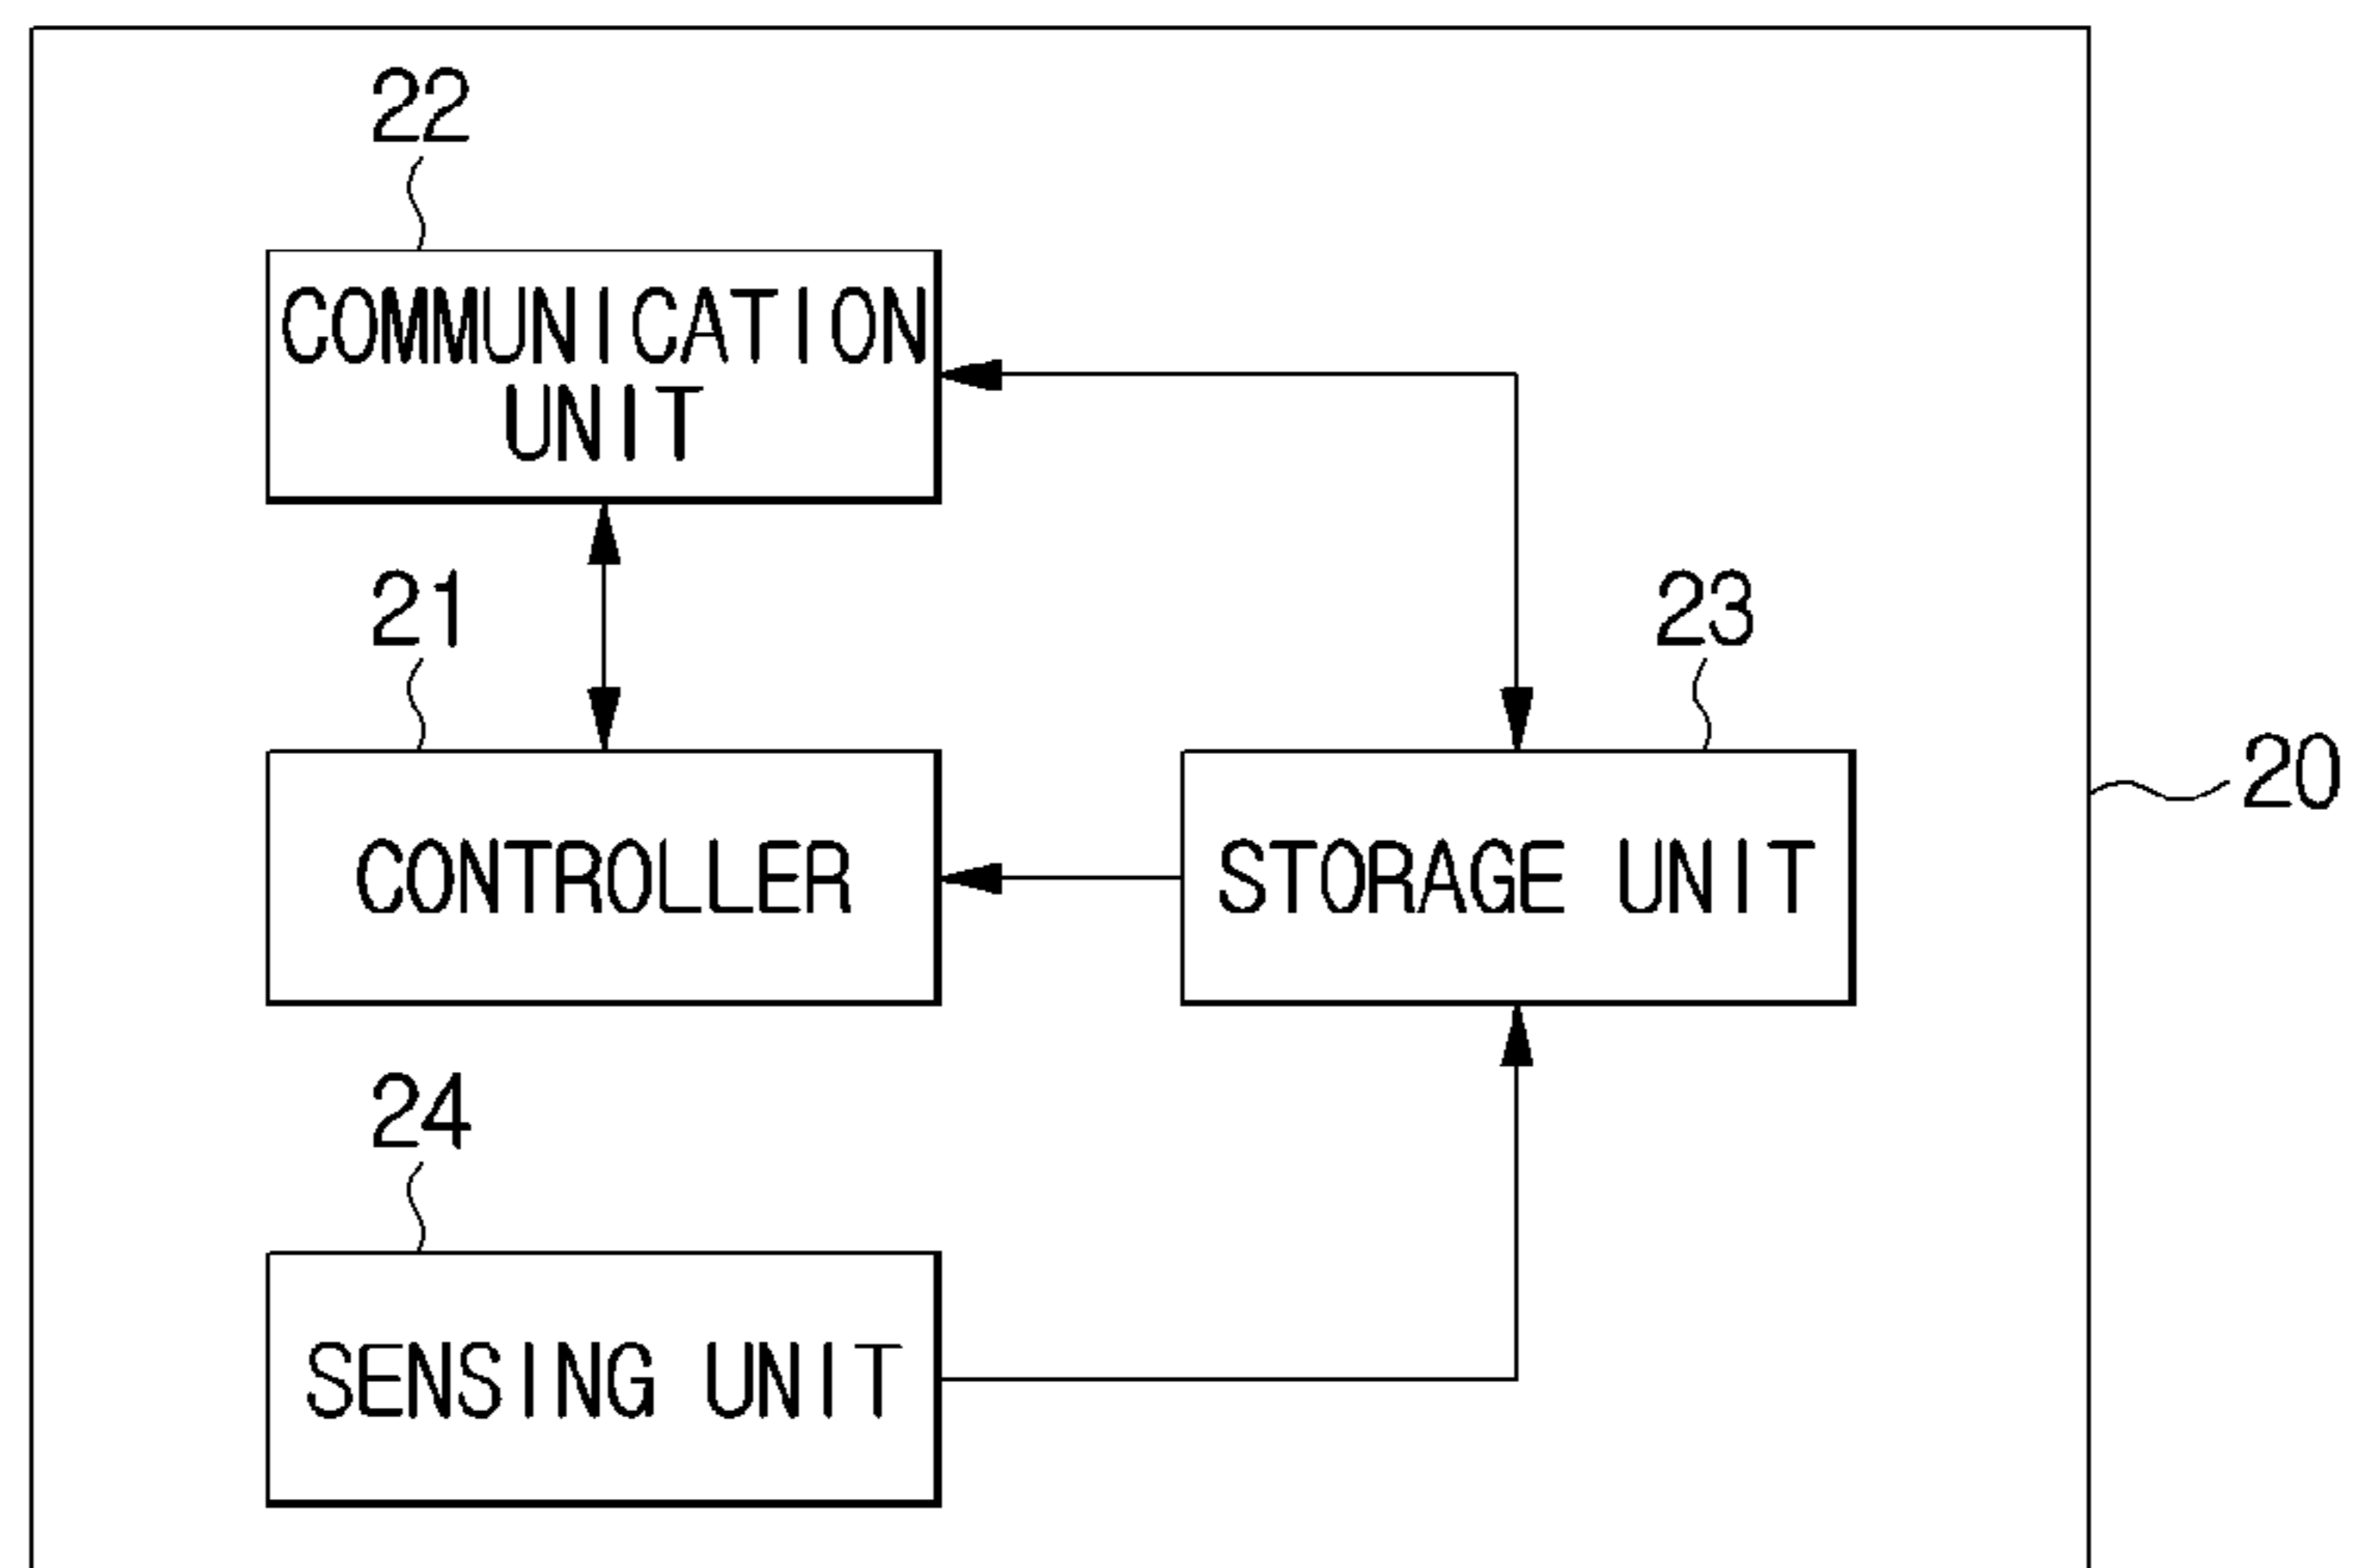 22
COMMUNICATION
UNIT
21
23
CONTROLLER
STORAGE UNIT
20
24
SENSING UNIT